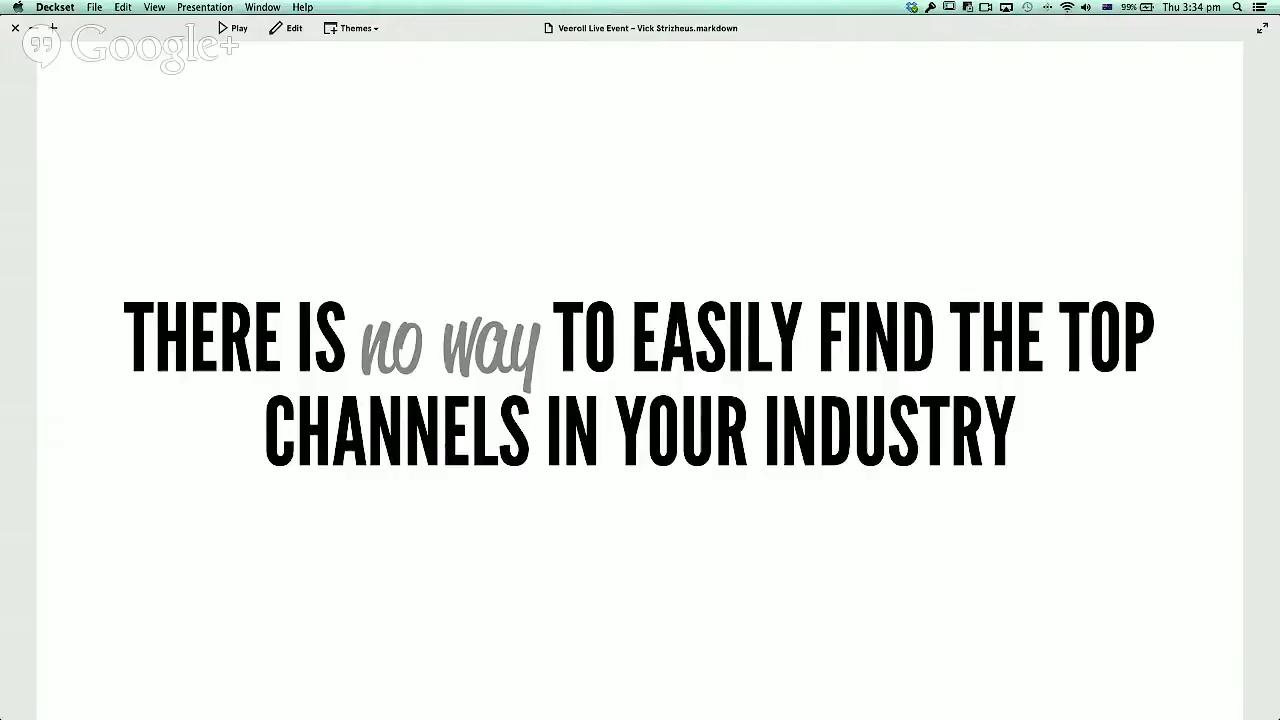 Deckset File Edit View Presentation Window Help 99% Thu 3:34 pm
Play Edit Themes Veeroll Live Event – Vick Strizheus.markdown
Google+
THERE IS no way TO EASILY FIND THE TOP
CHANNELS IN YOUR INDUSTRY